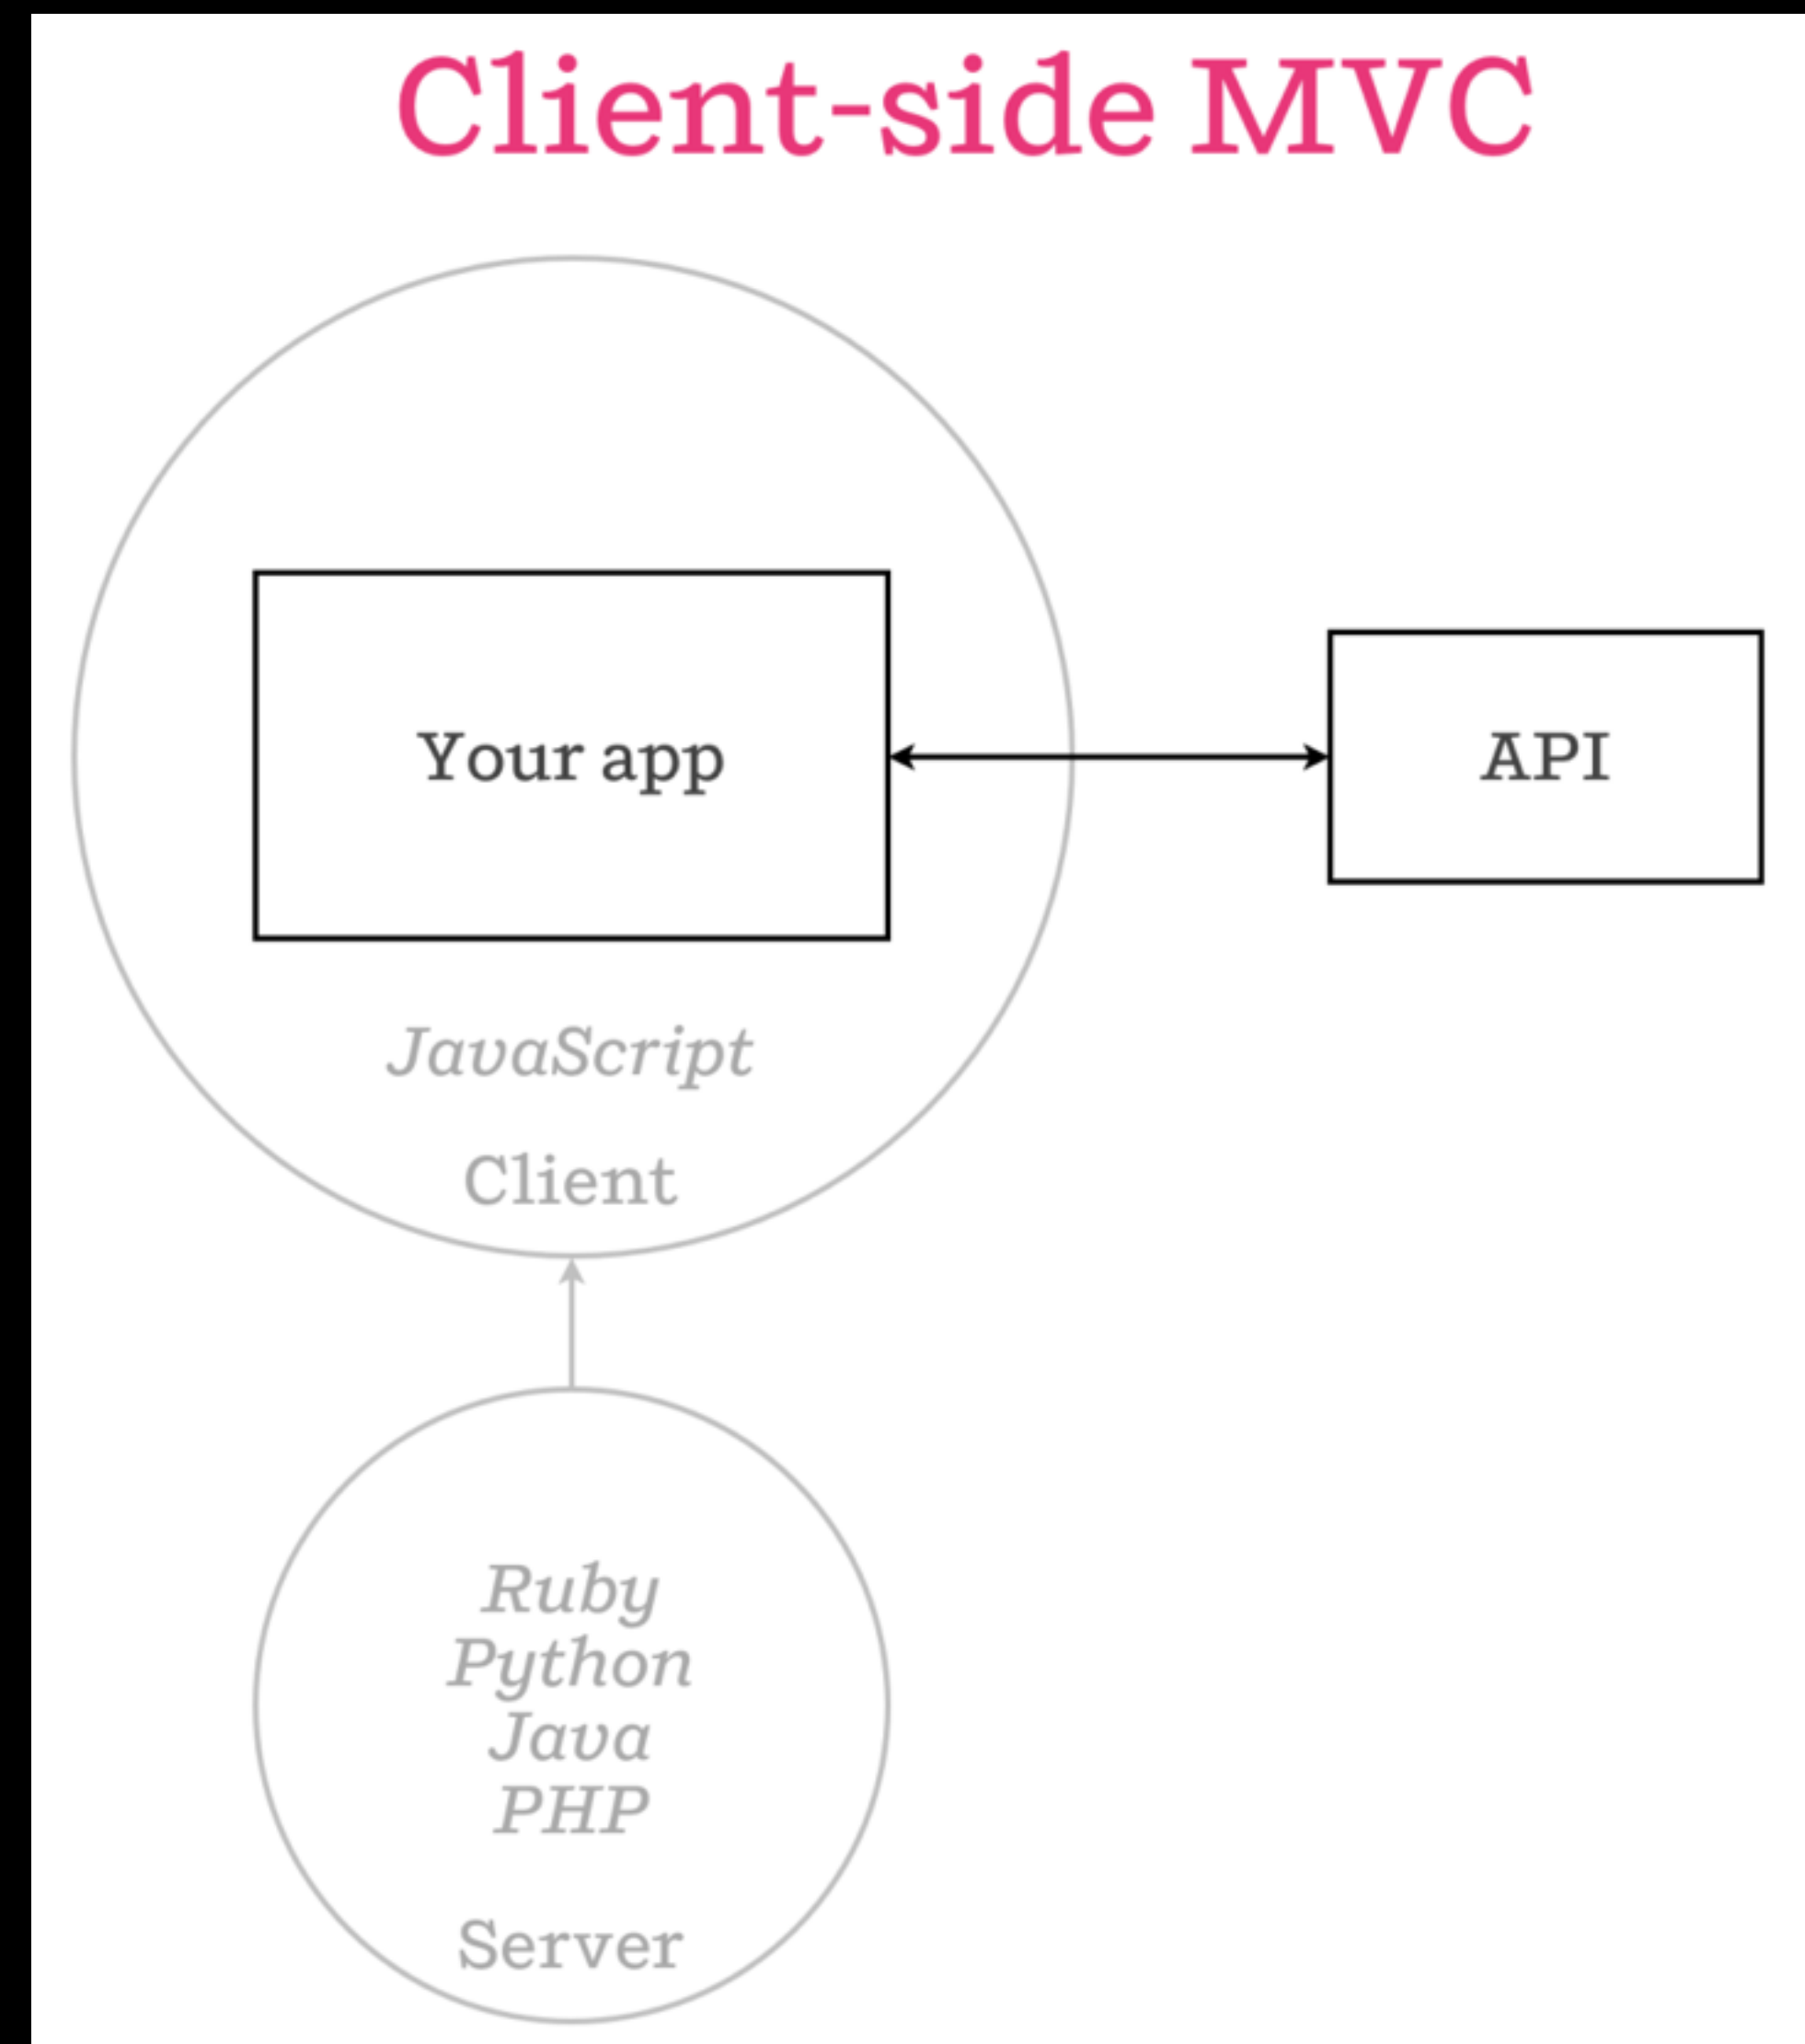 Client-side MVC
Your app
API
JavaScript
Client
Ruby
Python
Java
PHP
Server